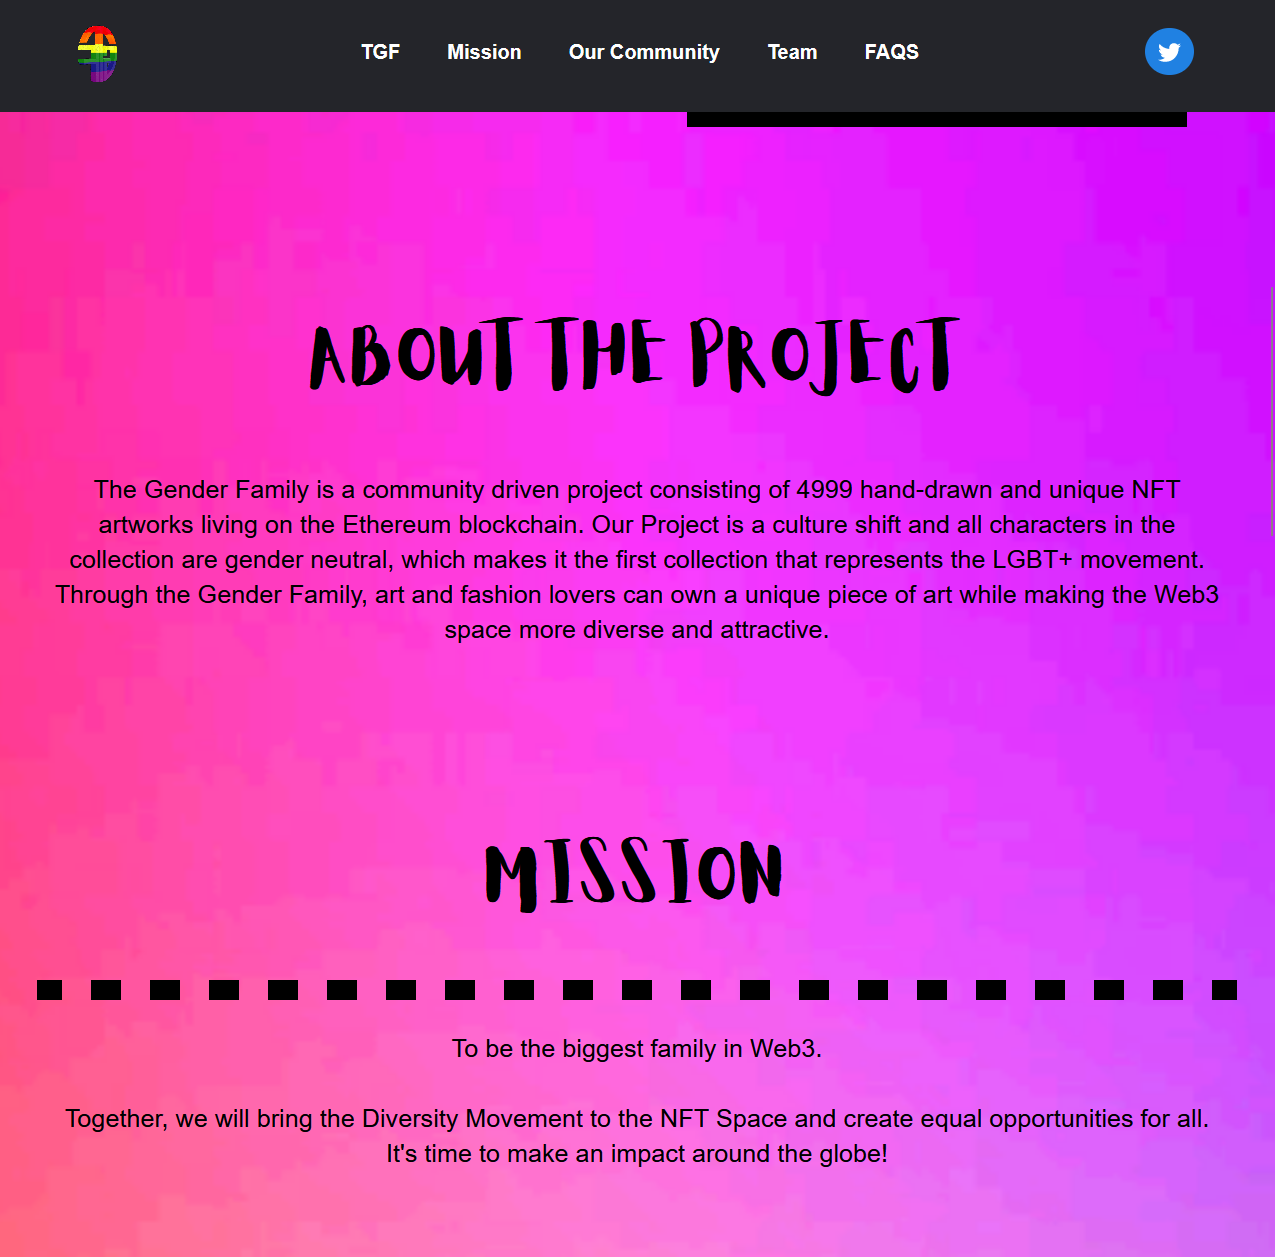 TGF Mission Our Community Team FAQS
ABOUT THE PROJECT
The Gender Family is a community driven project consisting of 4999 hand-drawn and unique NFT
artworks living on the Ethereum blockchain. Our Project is a culture shift and all characters in the
collection are gender neutral, which makes it the first collection that represents the LGBT+ movement.
Through the Gender Family, art and fashion lovers can own a unique piece of art while making the Web3
space more diverse and attractive.
MISSION
To be the biggest family in Web3.
Together, we will bring the Diversity Movement to the NFT Space and create equal opportunities for all.
It's time to make an impact around the globe!